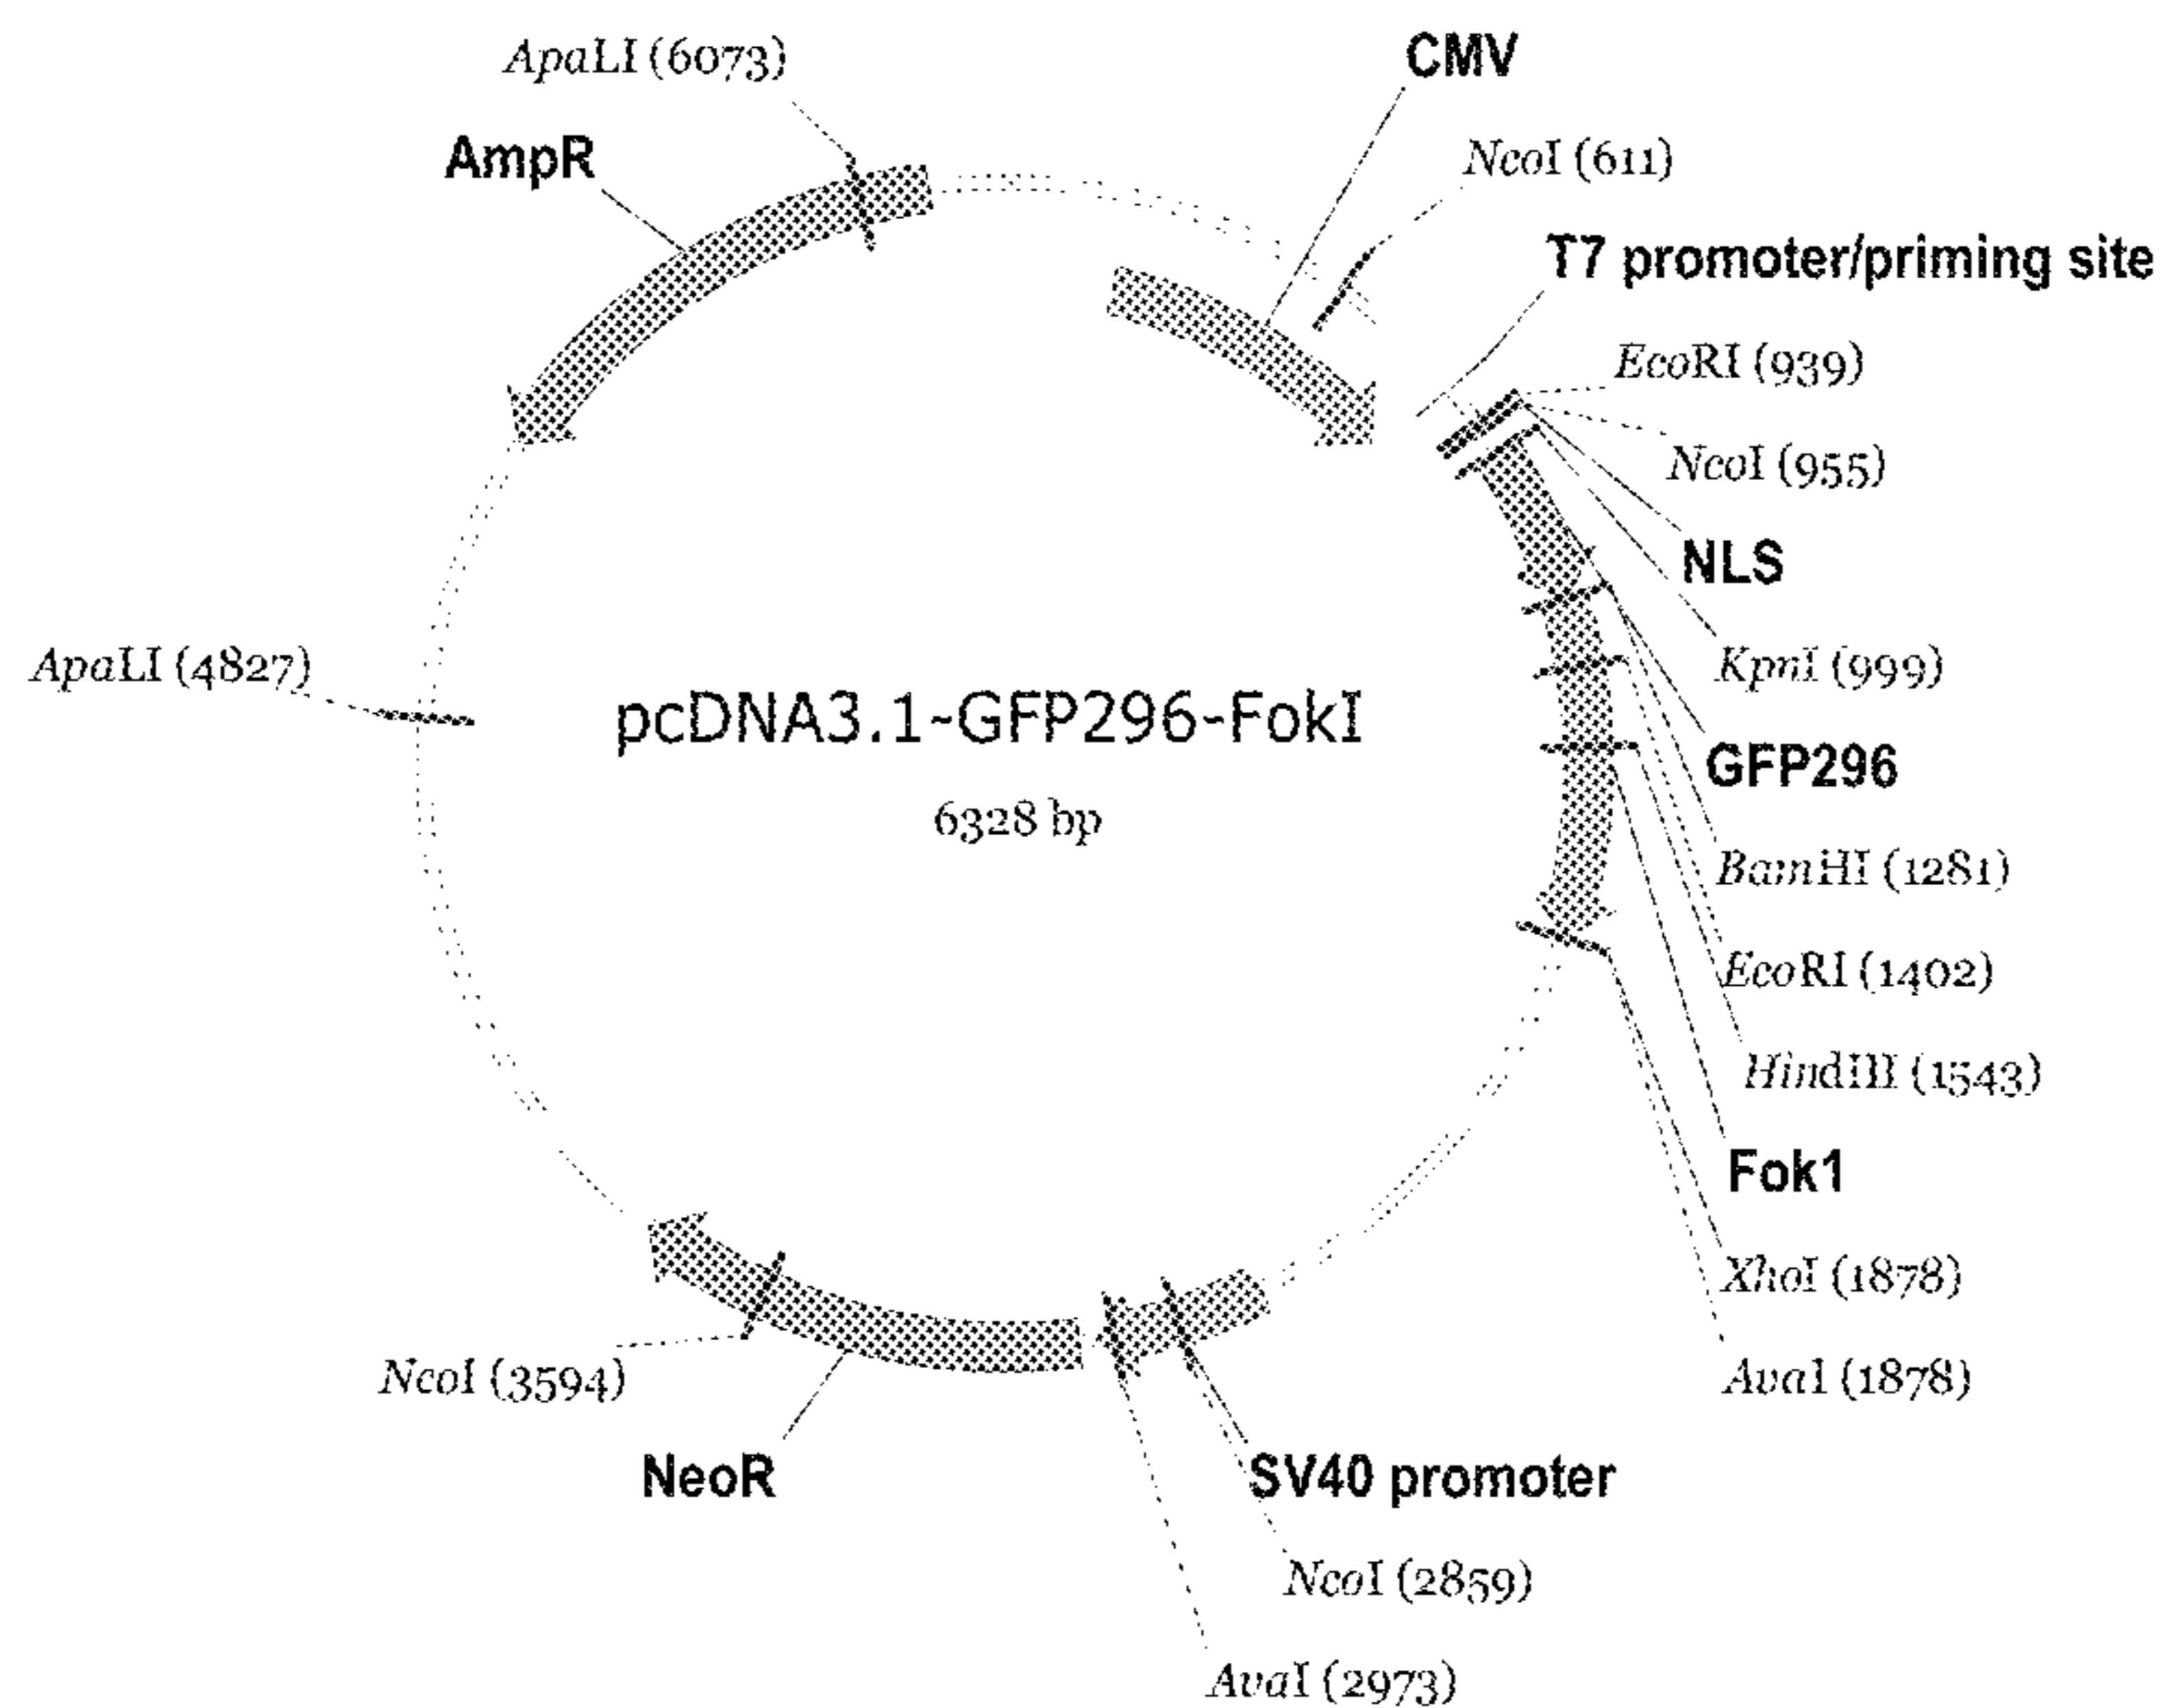 ApaLI (6073)
CMV
AmpR
NcoI (611)
T7 promoter/priming site
EcoRI (939)
NcoI (955)
NLS
ApaLI (4827)
KpnI (999)
pcDNA3.1-GFP296-FokI
GFP296
6328 bp
BamHI (1281)
EcoRI (1402)
HindIII (1543)
Fok1
XhoI (1878)
NcoI (3594)
AvaI (1878)
NeoR
SV40 promoter
NcoI (2859)
AvaI (2973)